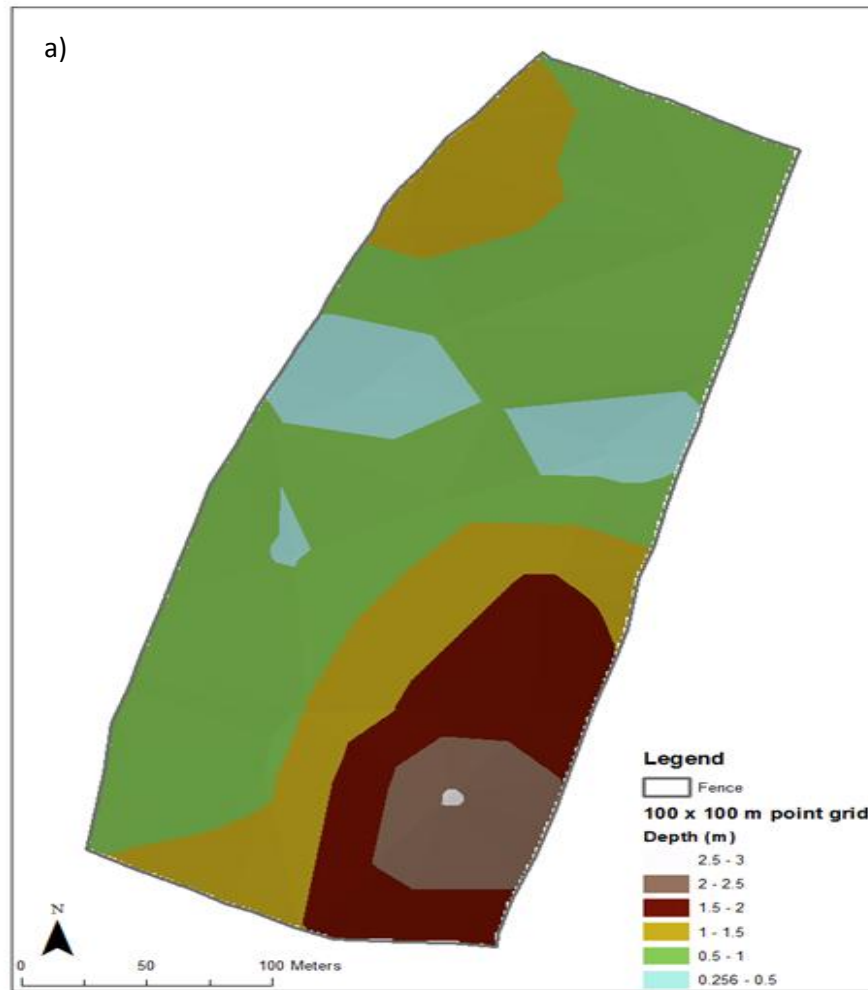 a)
Legend
Fence
100 x 100 m point grid
Depth (m)
2.5 - 3
2 - 2.5
1.5 - 2
1 - 1.5
0.5 - 1
0.256 - 0.5
N
0 50 100 Meters